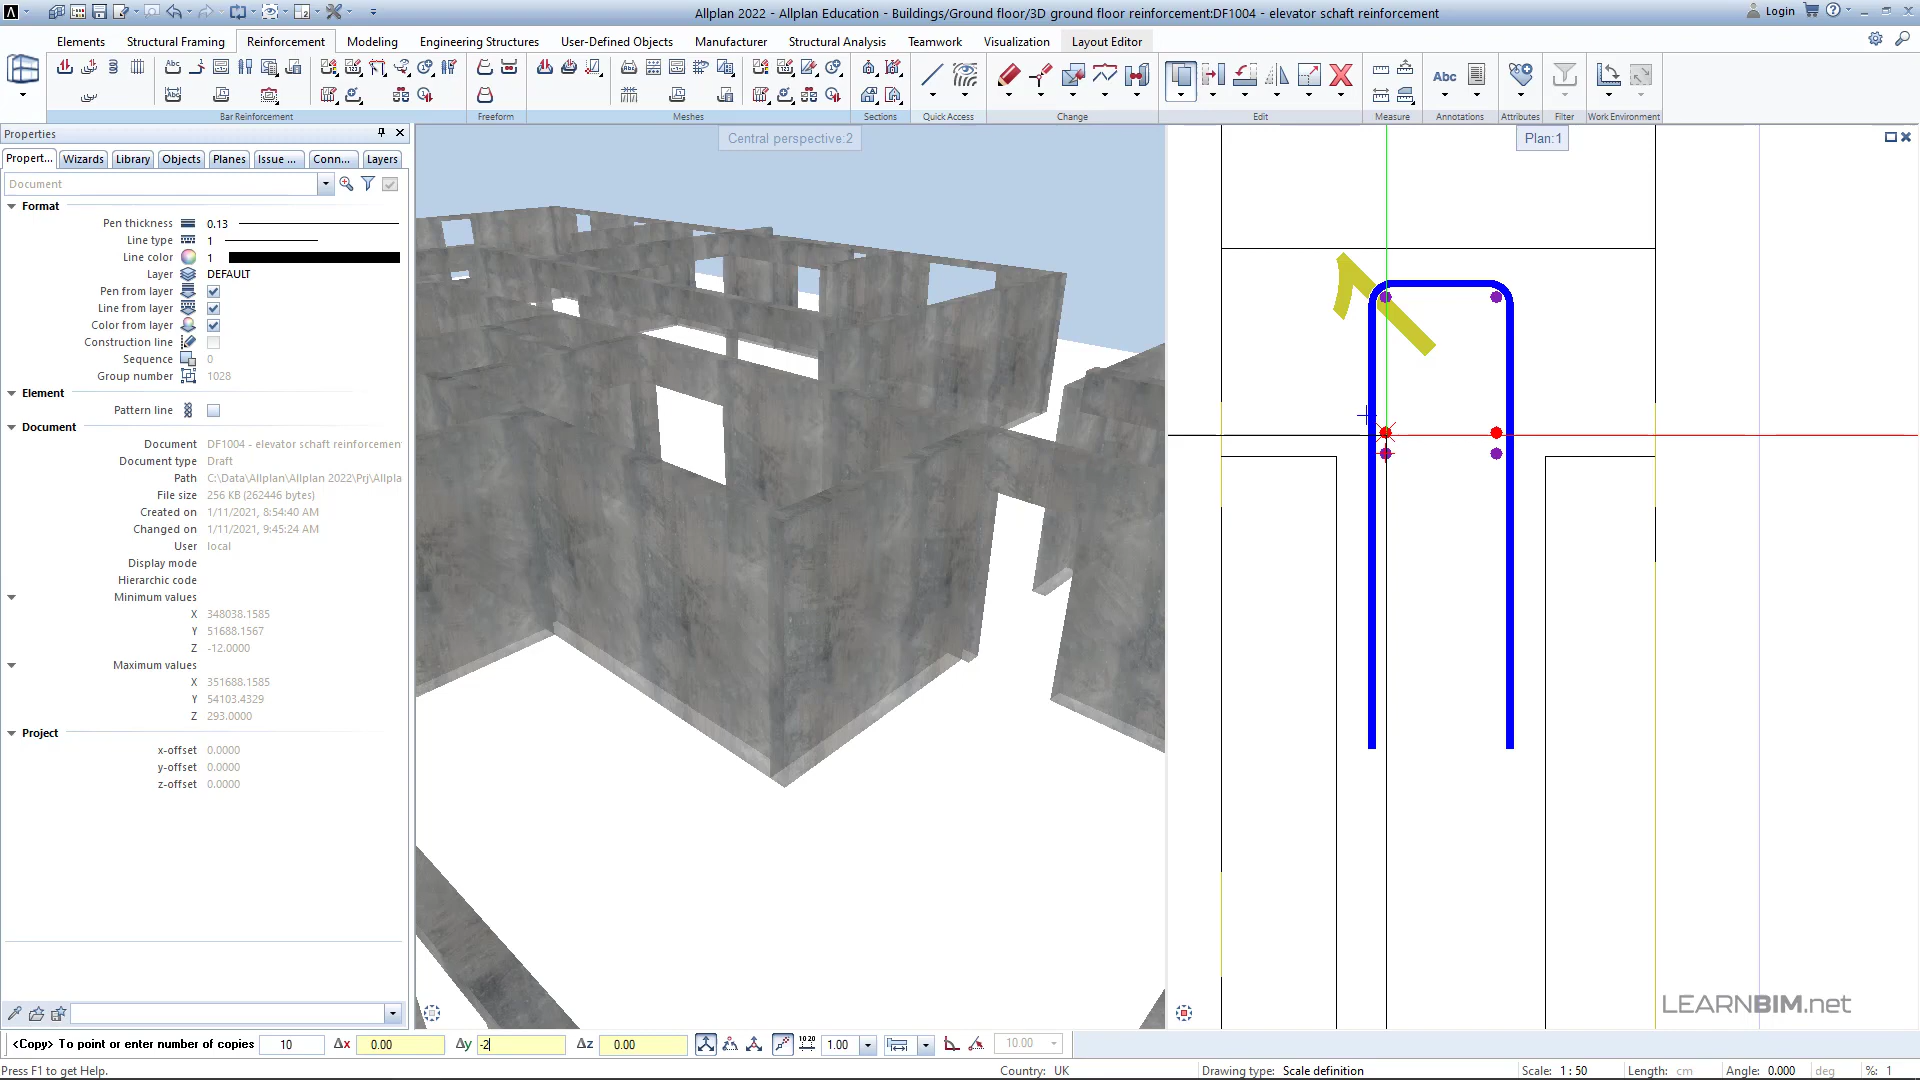 Allplan 2022 - Allplan Education - Buildings/Ground floor/3D ground floor reinforcement:DF1004 - elevator schaft reinforcement
Login
Elements Structural Framing Reinforcement Modeling Engineering Structures User-Defined Objects Manufacturer Structural Analysis Teamwork Visualization Layout Editor
Bar Reinforcement Freeform Meshes Sections Quick Access Change Edit Measure Annotations Attributes Filter Work Environment
Properties
Propert... Wizards Library Objects Planes Issue ... Conn... Layers
Document
Format
Pen thickness 0.13
Line type 1
Line color 1
Layer DEFAULT
Pen from layer
Line from layer
Color from layer
Construction line
Sequence 0
Group number 1028
Element
Pattern line
Document
Document DF1004 - elevator schaft reinforcemen
Document type Draft
Path C:\Data\Allplan\Allplan 2022\Prj\Allpla
File size 256 KB (262446 bytes)
Created on 1/11/2021, 8:54:40 AM
Changed on 1/11/2021, 9:45:24 AM
User local
Display mode
Hierarchic code
Minimum values
X 348038.1585
Y 51688.1567
Z -12.0000
Maximum values
X 351688.1585
Y 54103.4329
Z 293.0000
Project
x-offset 0.0000
y-offset 0.0000
z-offset 0.0000
Central perspective:2
Plan:1
1
LEARNBIM.net
<Copy> To point or enter number of copies 10 Δx 0.00 Δy -2 Δz 0.00 1.00 10.00
Press F1 to get Help. Country: UK Drawing type: Scale definition Scale: 1 : 50 Length: cm Angle: 0.000 deg %: 1